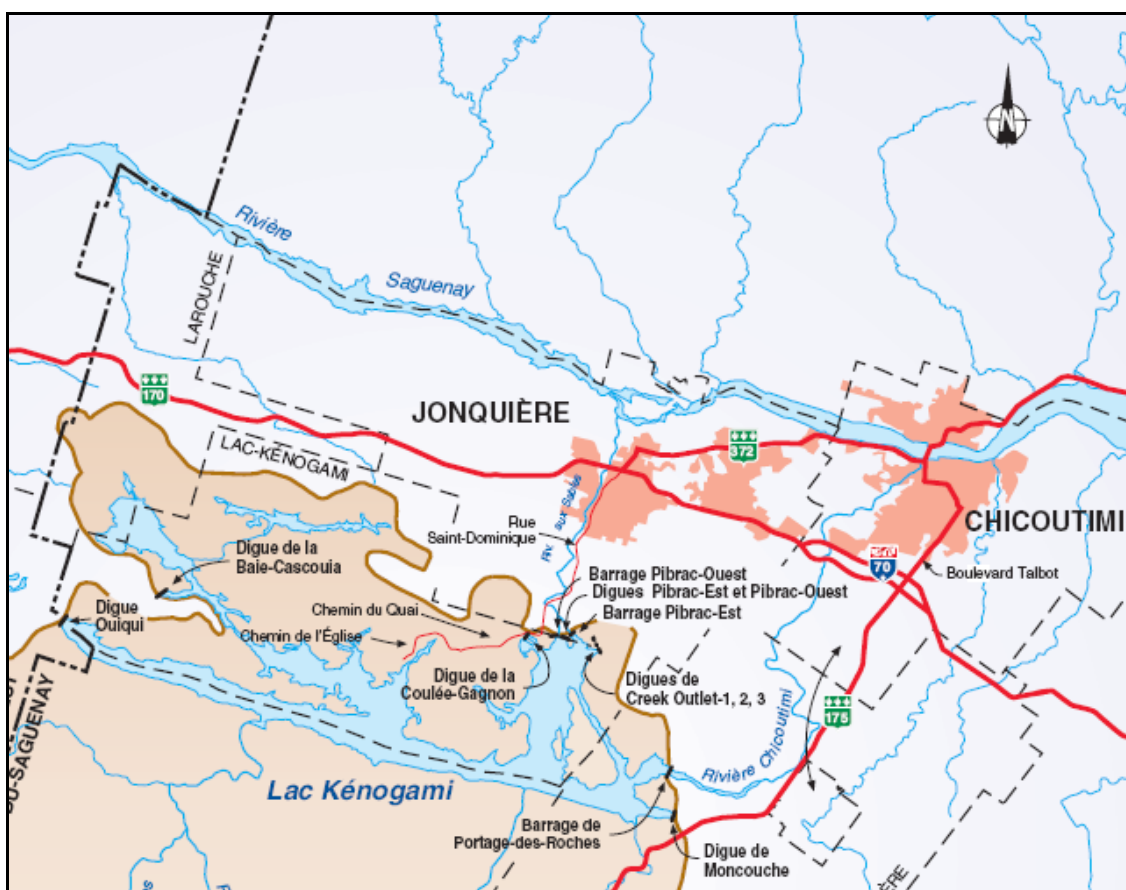 N
Rivière
Saguenay
LAROUCHE
170
JONQUIÈRE
LAC-KÉNOGAMI
372
Riv. aux Sables
Rue
Saint-Dominique
CHICOUTIMI
70
Boulevard Talbot
Digue de la
Baie-Cascouia
Barrage Pibrac-Ouest
Digues Pibrac-Est et Pibrac-Ouest
Barrage Pibrac-Est
Digue
Ouiqui
Chemin du Quai
Chemin de l'Église
Digue de la
Coulée-Gagnon
Digues de
Creek Outlet-1, 2, 3
175
Rivière Chicoutimi
DU-SAGUENAY
Lac Kénogami
Barrage de
Portage-des-Roches
Digue de
Moncouche